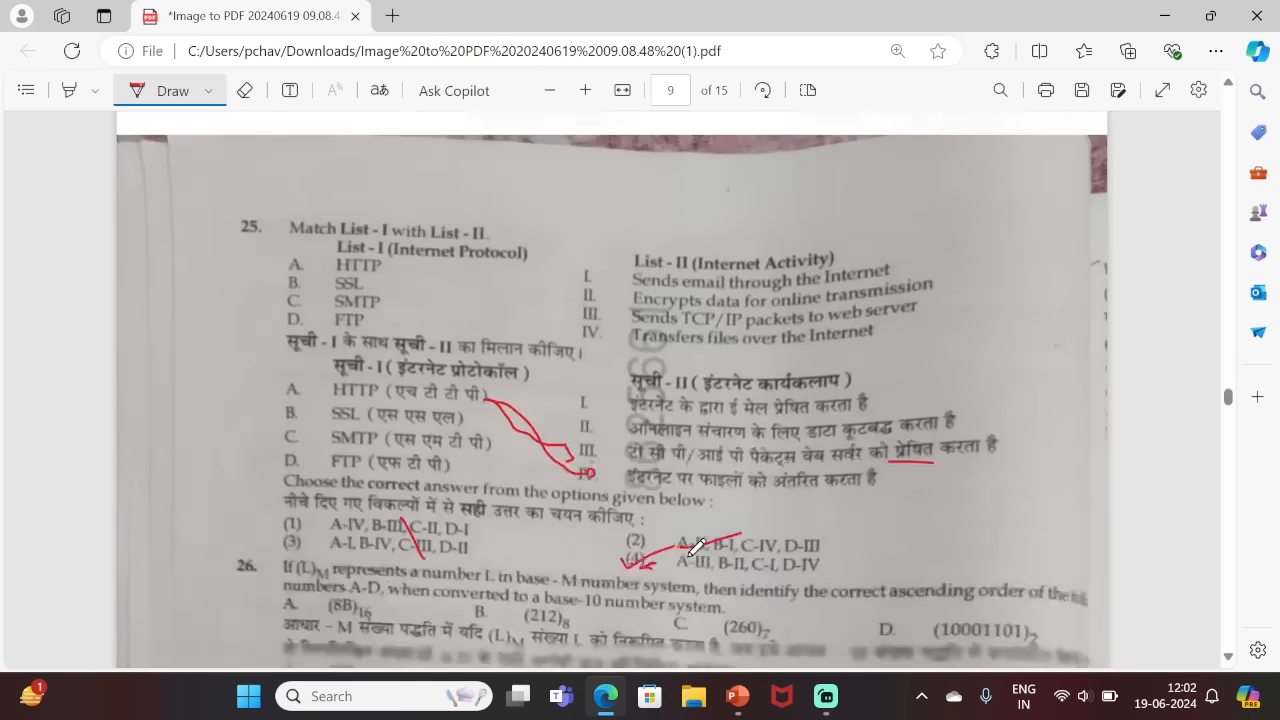 *Image to PDF 20240619 09.08.4
File C:/Users/pchav/Downloads/Image%20to%20PDF%2020240619%2009.08.48%20(1).pdf
Draw Ask Copilot 9 of 15
25. Match List - I with List - II.
List - I (Internet Protocol) List - II (Internet Activity)
A. HTTP I. Sends email through the Internet
B. SSL II. Encrypts data for online transmission
C. SMTP III. Sends TCP/IP packets to web server
D. FTP IV. Transfers files over the Internet
सूची - I के साथ सूची - II का मिलान कीजिए।
सूची - I ( इंटरनेट प्रोटोकॉल ) सूची - II ( इंटरनेट कार्यकलाप )
A. HTTP ( एच टी टी पी ) I. इंटरनेट के द्वारा ई मेल प्रेषित करता है
B. SSL ( एस एस एल ) II. ऑनलाइन संचारण के लिए डाटा कूटबद्ध करता है
C. SMTP ( एस एम टी पी ) III. टी सी पी/ आई पी पैकेट्स वेब सर्वर को प्रेषित करता है
D. FTP ( एफ टी पी ) इंटरनेट पर फाइलों को अंतरित करता है
Choose the correct answer from the options given below :
नीचे दिए गए विकल्पों में से सही उत्तर का चयन कीजिए :
(1) A-IV, B-III, C-II, D-I (2) B-I, C-IV, D-III
(3) A-I, B-IV, C-III, D-II (4) A-III, B-II, C-I, D-IV
26. If (L)M represents a number L in base - M number system, then identify the correct ascending order of the
numbers A-D, when converted to a base-10 number system.
A. (8B)16 B. (212)8 C. (260)7 D. (10001101)2
आधार - M संख्या पद्धति में यदि (L)M संख्या L को निरूपित करता है,
1
Search
ENG
IN
12:02
19-06-2024